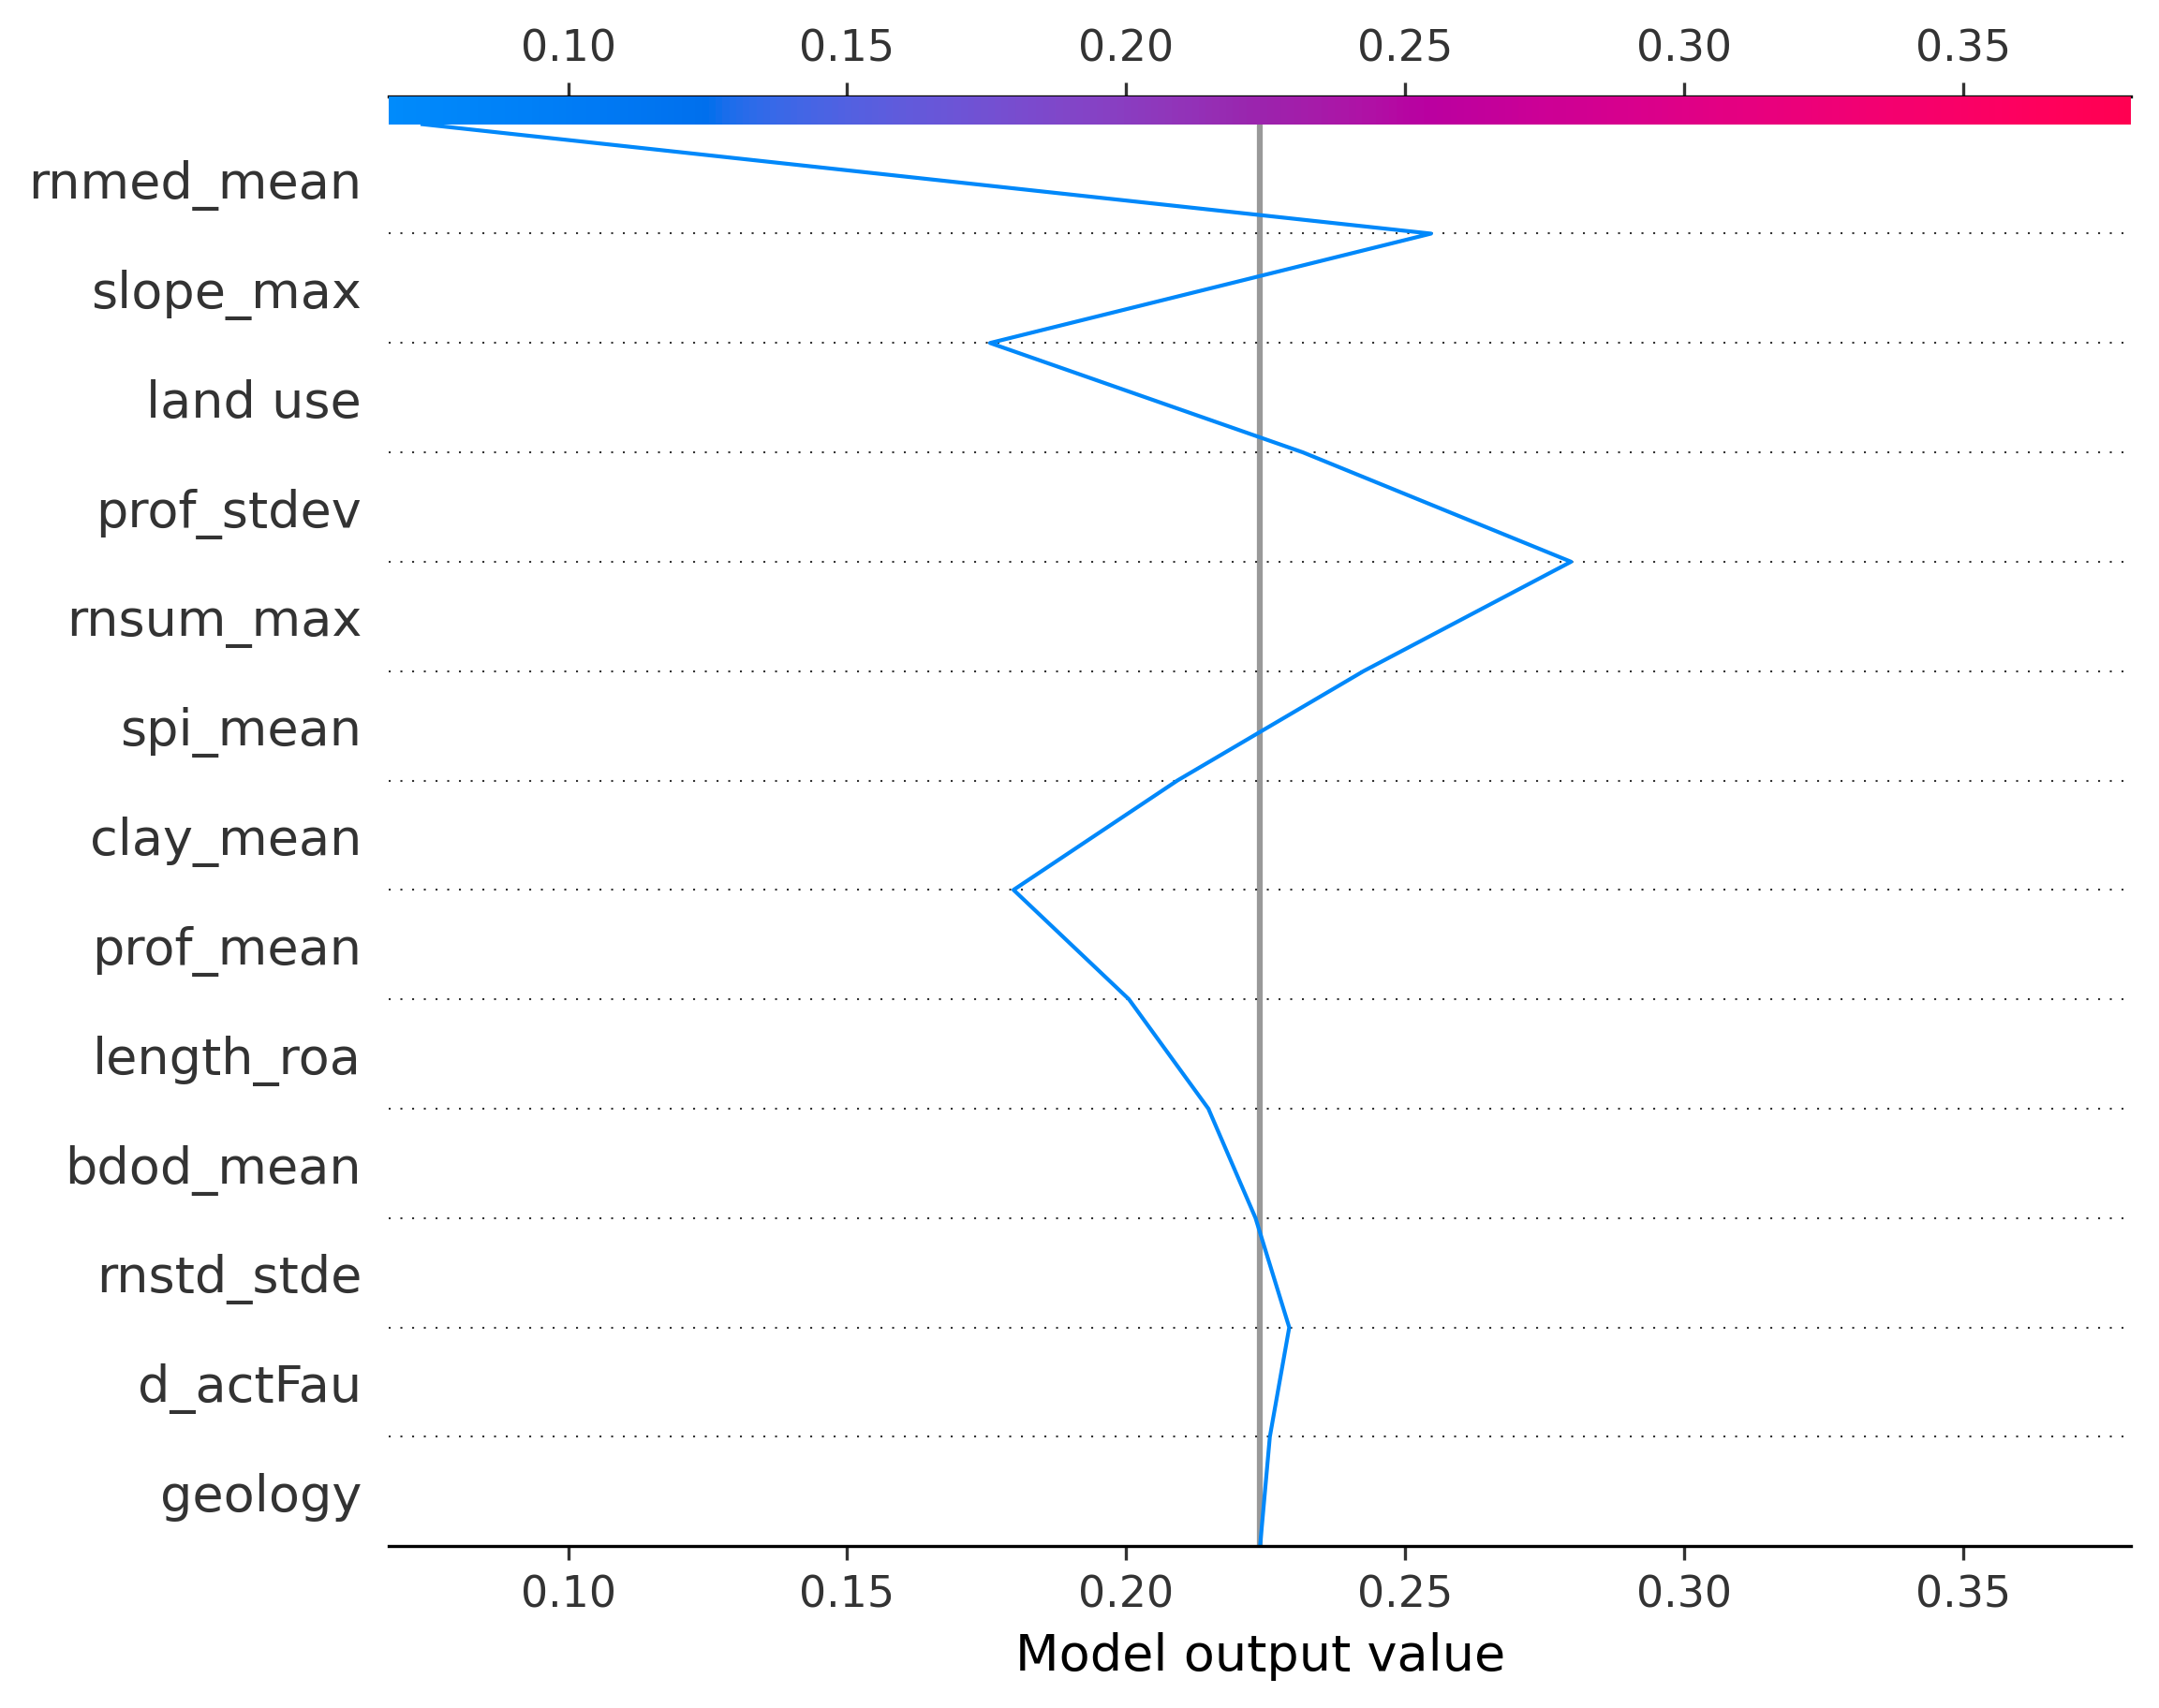 0.10 0.15 0.20 0.25 0.30 0.35
rnmed_mean
slope_max
land use
prof_stdev
rnsum_max
spi_mean
clay_mean
prof_mean
length_roa
bdod_mean
rnstd_stde
d_actFau
geology
0.10 0.15 0.20 0.25 0.30 0.35
Model output value